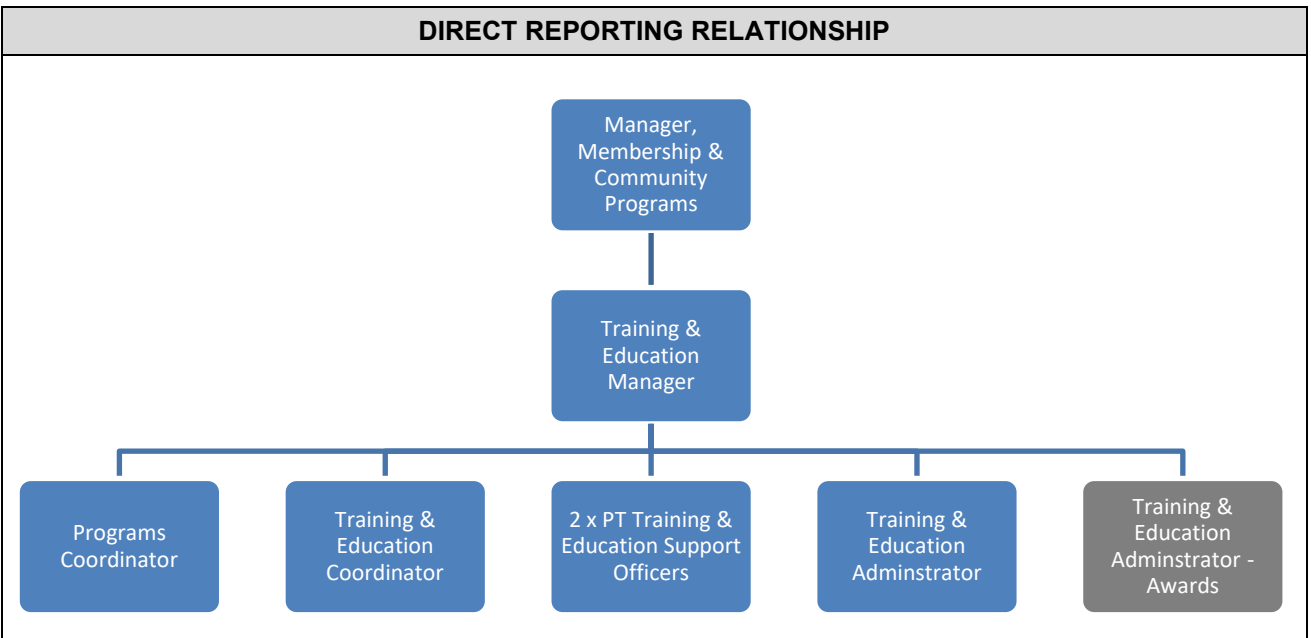 DIRECT REPORTING RELATIONSHIP
Manager,
Membership &
Community
Programs
Training &
Education
Manager
Programs
Coordinator
Training &
Education
Coordinator
2 x PT Training &
Education Support
Officers
Training &
Education
Adminstrator
Training &
Education
Adminstrator -
Awards